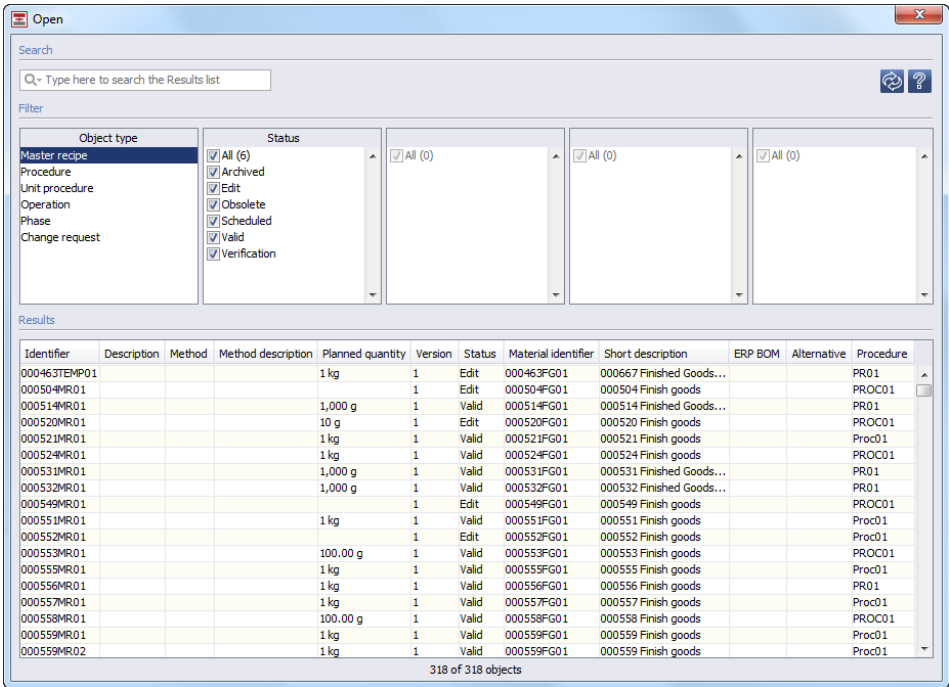 Open
Search
Type here to search the Results list
Filter
Object type Status
Master recipe All (6) All (0) All (0) All (0)
Procedure Archived
Unit procedure Edit
Operation Obsolete
Phase Scheduled
Change request Valid
Verification
Results
Identifier Description Method Method description Planned quantity Version Status Material identifier Short description ERP BOM Alternative Procedure
000463TEMP01 1 kg 1 Edit 000463FG01 000667 Finished Goods... PR01
000504MR01 1 Edit 000504FG01 000504 Finish goods PROC01
000514MR01 1,000 g 1 Valid 000514FG01 000514 Finished Goods... PR01
000520MR01 10 g 1 Edit 000520FG01 000520 Finish goods PROC01
000521MR01 1 kg 1 Valid 000521FG01 000521 Finish goods Proc01
000524MR01 1 kg 1 Valid 000524FG01 000524 Finish goods PROC01
000531MR01 1,000 g 1 Valid 000531FG01 000531 Finished Goods... PR01
000532MR01 1,000 g 1 Valid 000532FG01 000532 Finished Goods... PR01
000549MR01 1 Edit 000549FG01 000549 Finish goods PROC01
000551MR01 1 kg 1 Valid 000551FG01 000551 Finish goods Proc01
000552MR01 1 Edit 000552FG01 000552 Finish goods Proc01
000553MR01 100.00 g 1 Valid 000553FG01 000553 Finish goods PROC01
000555MR01 1 kg 1 Valid 000555FG01 000555 Finish goods Proc01
000556MR01 1 kg 1 Valid 000556FG01 000556 Finish goods PR01
000557MR01 1 kg 1 Valid 000557FG01 000557 Finish goods Proc01
000558MR01 100.00 g 1 Valid 000558FG01 000558 Finish goods PROC01
000559MR01 1 kg 1 Valid 000559FG01 000559 Finish goods Proc01
000559MR02 1 kg 1 Valid 000559FG01 000559 Finish goods Proc01
318 of 318 objects